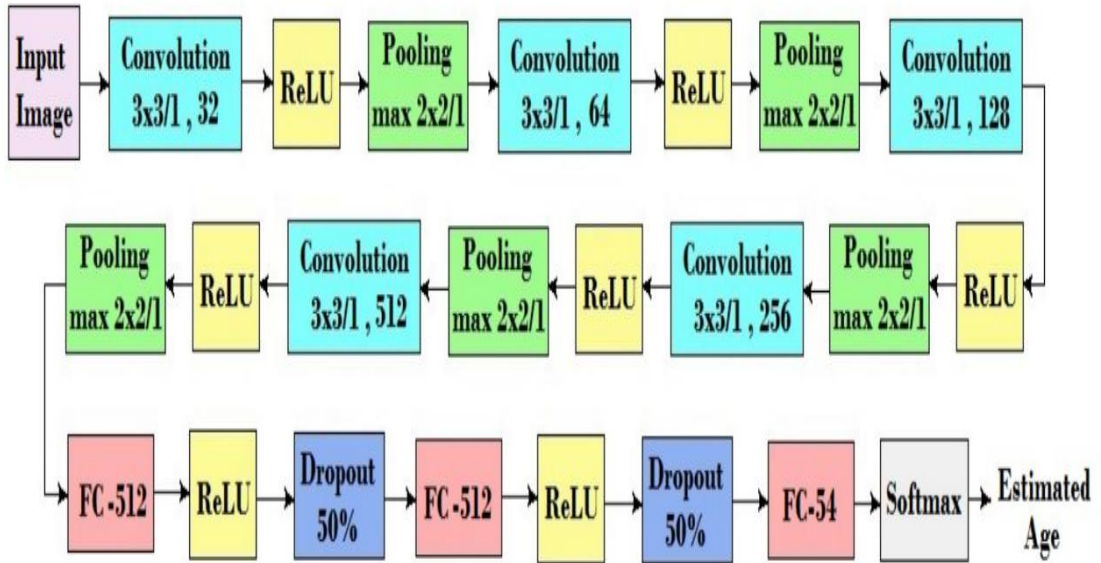 Input
Image
Convolution
3x3/1 , 32
ReLU
Pooling
max 2x2/1
Convolution
3x3/1 , 64
ReLU
Pooling
max 2x2/1
Convolution
3x3/1 , 128
ReLU
Pooling
max 2x2/1
Convolution
3x3/1 , 256
ReLU
Pooling
max 2x2/1
Convolution
3x3/1 , 512
ReLU
Pooling
max 2x2/1
FC-512
ReLU
Dropout
50%
FC-512
ReLU
Dropout
50%
FC-54
Softmax
Estimated
Age